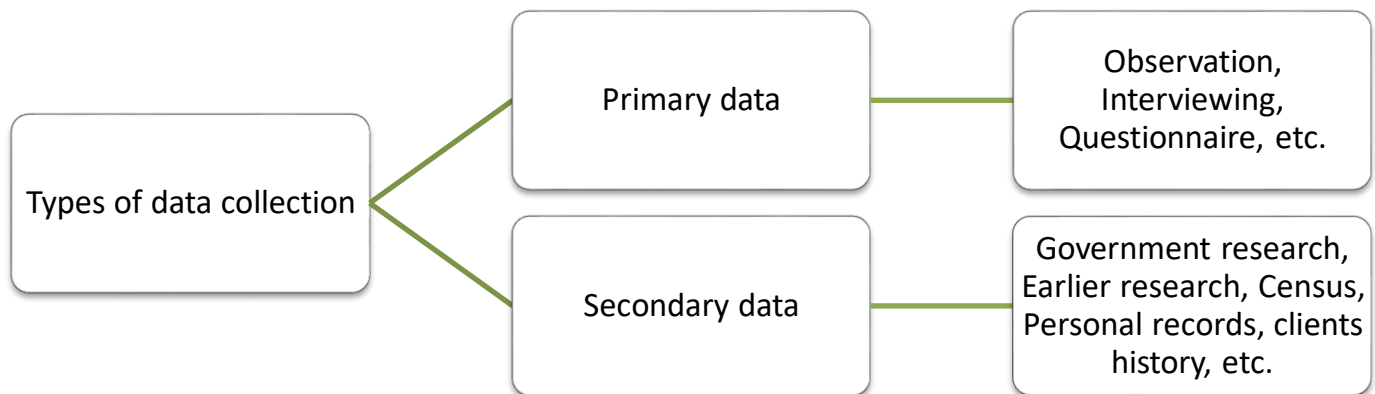 Types of data collection
Primary data
Observation,
Interviewing,
Questionnaire, etc.
Secondary data
Government research,
Earlier research, Census,
Personal records, clients
history, etc.